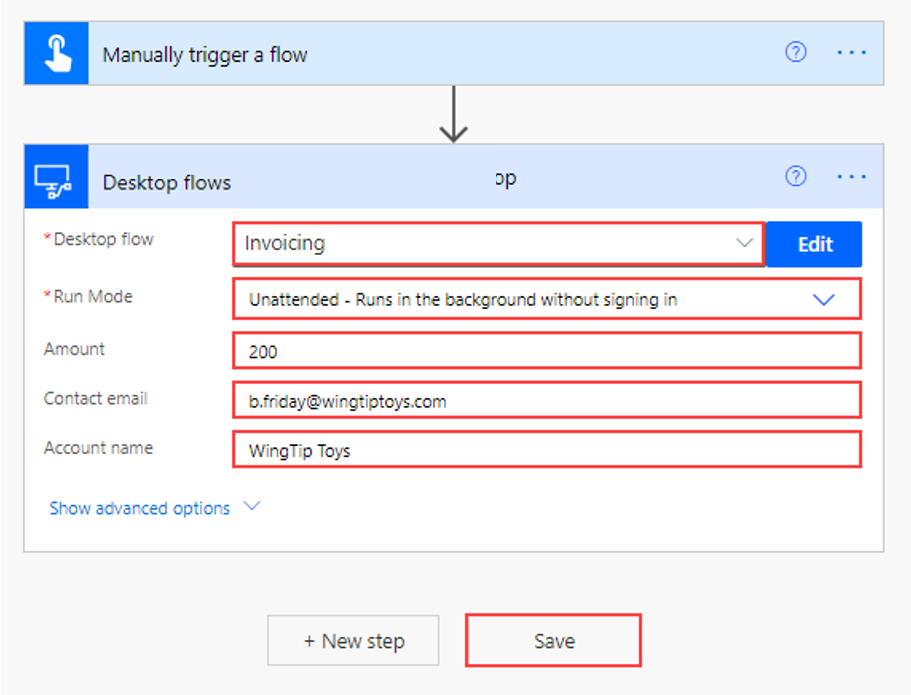 Manually trigger a flow
Desktop flows op
*Desktop flow Invoicing Edit
*Run Mode Unattended - Runs in the background without signing in
Amount 200
Contact email b.friday@wingtiptoys.com
Account name WingTip Toys
Show advanced options
+ New step Save